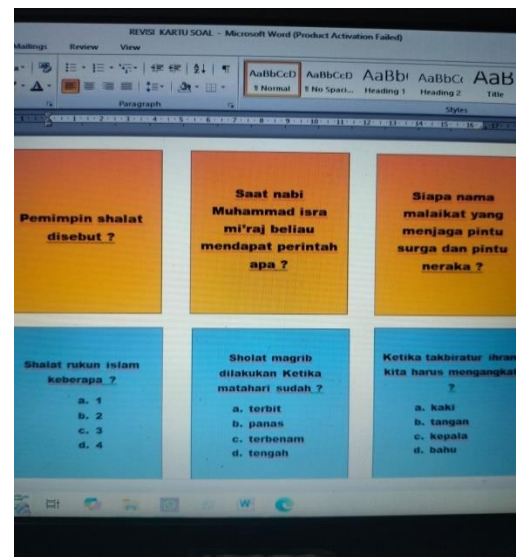 REVISI KARTU SOAL - Microsoft Word (Product Activation Failed)
Mailings Review View
AaBbCcD AaBbCcD AaBb( AaBbC( AaB
¶ Normal ¶ No Spaci... Heading 1 Heading 2 Title
Paragraph Styles
Pemimpin shalat
disebut ?
Saat nabi
Muhammad isra
mi'raj beliau
mendapat perintah
apa ?
Siapa nama
malaikat yang
menjaga pintu
surga dan pintu
neraka ?
Shalat rukun islam
keberapa ?
a. 1
b. 2
c. 3
d. 4
Sholat magrib
dilakukan Ketika
matahari sudah ?
a. terbit
b. panas
c. terbenam
d. tengah
Ketika takbiratur ihram
kita harus mengangkat
?
a. kaki
b. tangan
c. kepala
d. bahu